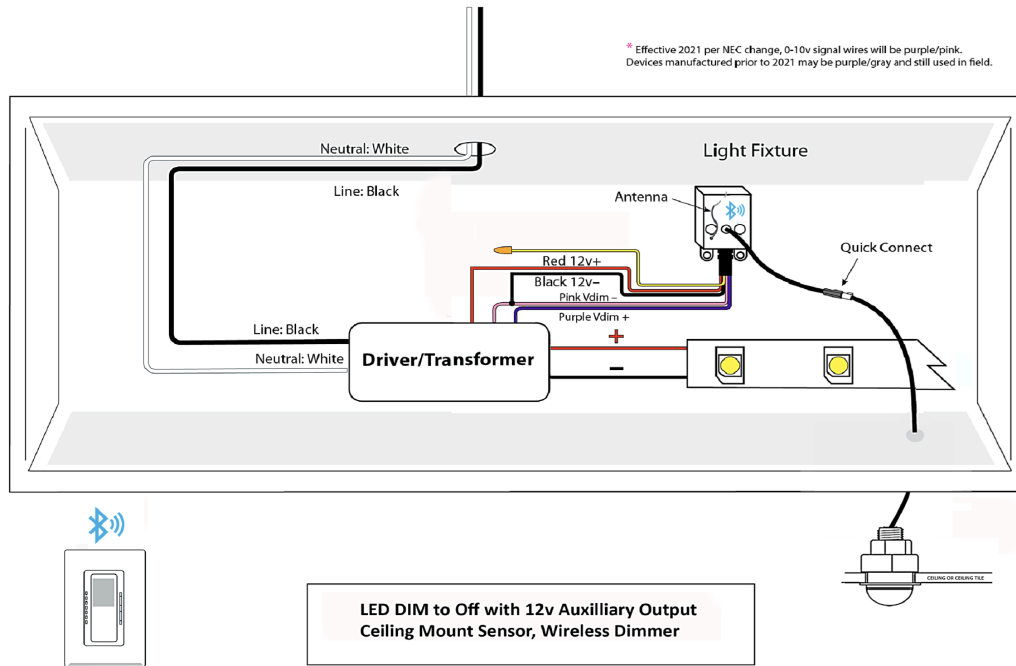 * Effective 2021 per NEC change, 0-10v signal wires will be purple/pink.
Devices manufactured prior to 2021 may be purple/gray and still used in field.
Neutral: White
Light Fixture
Line: Black
Antenna
Quick Connect
Red 12v+
Black 12v–
Pink Vdim –
Purple Vdim +
Line: Black
Neutral: White
Driver/Transformer
+
–
CEILING OR CEILING TILE
LED DIM to Off with 12v Auxilliary Output
Ceiling Mount Sensor, Wireless Dimmer